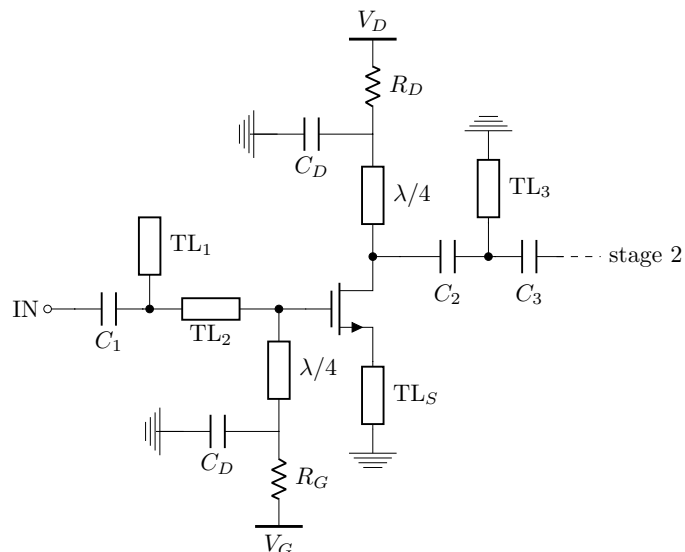 V_D
R_D
C_D
λ/4
TL_3
TL_1
C_2
C_3
stage 2
IN
C_1
TL_2
λ/4
TL_S
C_D
R_G
V_G